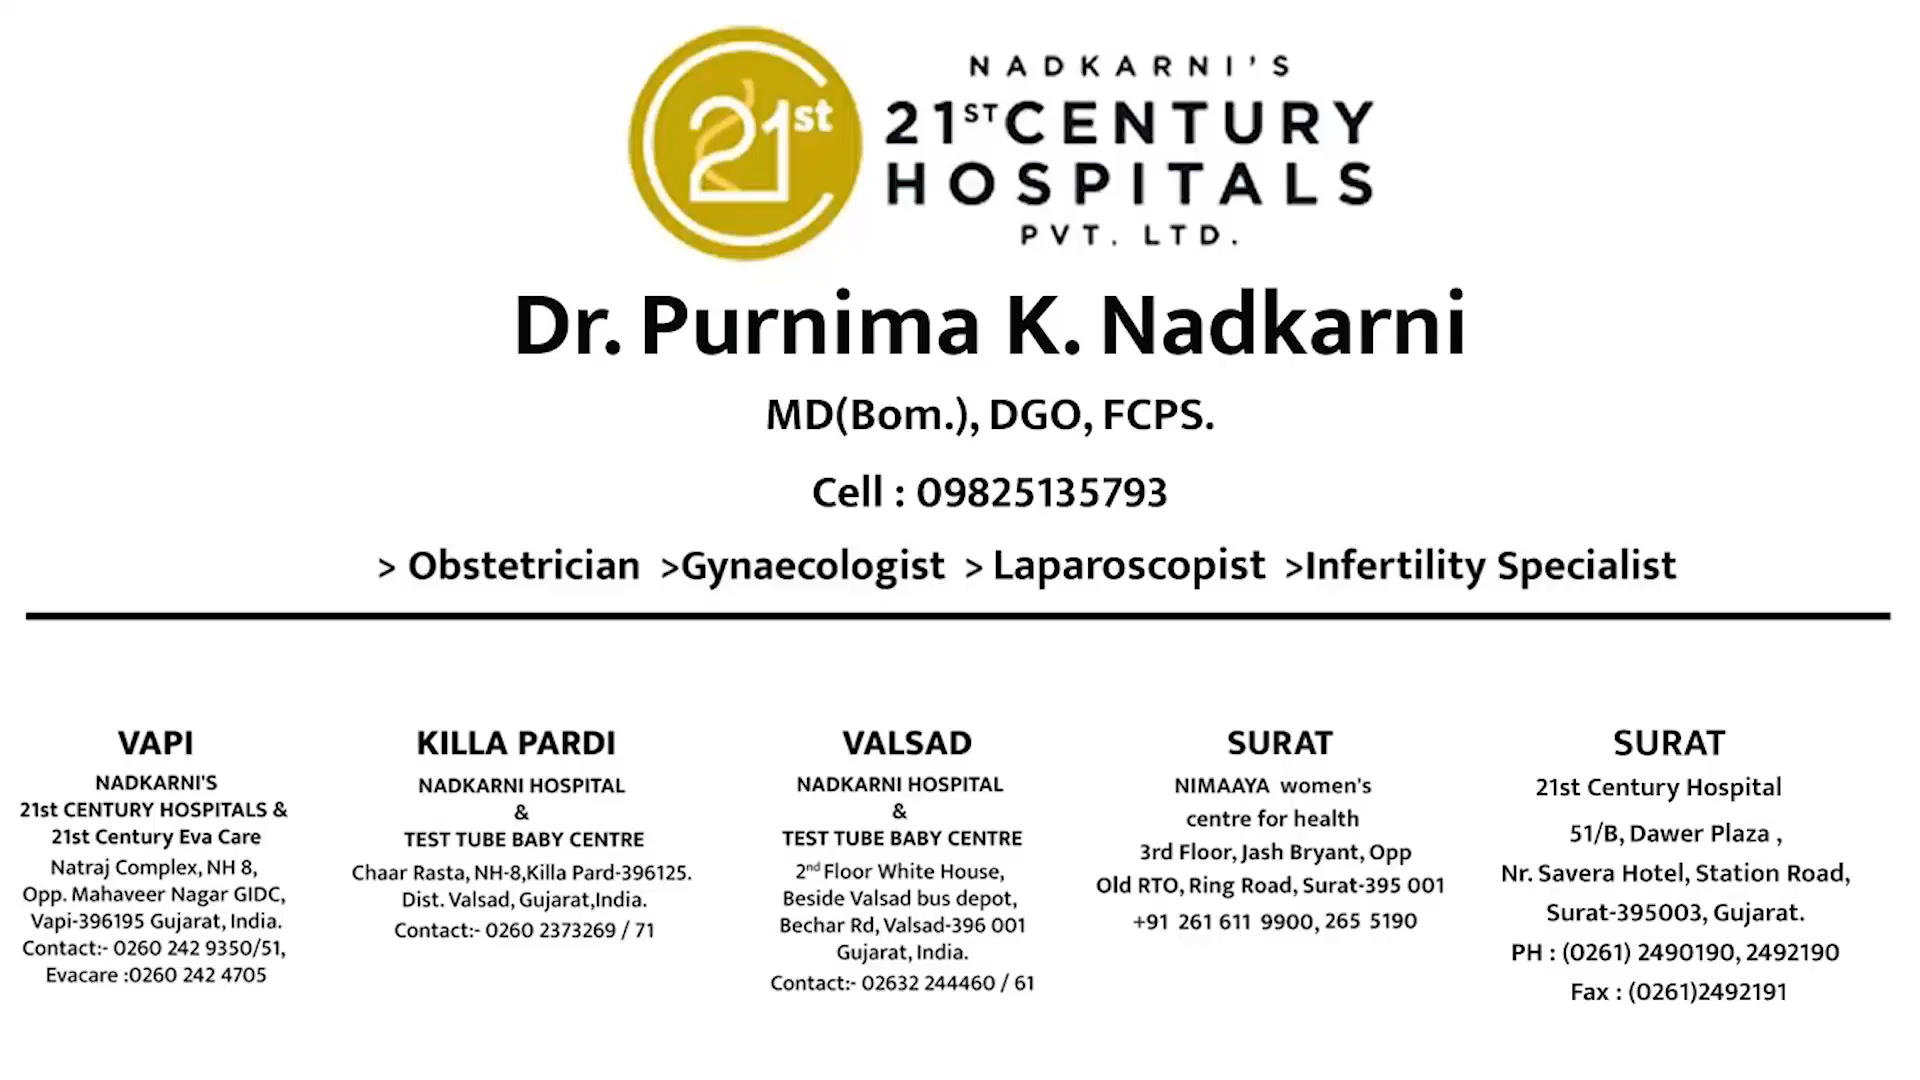 21st
NADKARNI'S
21ST CENTURY
HOSPITALS
PVT. LTD.
Dr. Purnima K. Nadkarni
MD(Bom.), DGO, FCPS.
Cell : 09825135793
> Obstetrician >Gynaecologist > Laparoscopist >Infertility Specialist
VAPI
NADKARNI'S
21st CENTURY HOSPITALS &
21st Century Eva Care
Natraj Complex, NH 8,
Opp. Mahaveer Nagar GIDC,
Vapi-396195 Gujarat, India.
Contact:- 0260 242 9350/51,
Evacare :0260 242 4705
KILLA PARDI
NADKARNI HOSPITAL
&
TEST TUBE BABY CENTRE
Chaar Rasta, NH-8,Killa Pard-396125.
Dist. Valsad, Gujarat,India.
Contact:- 0260 2373269 / 71
VALSAD
NADKARNI HOSPITAL
&
TEST TUBE BABY CENTRE
2nd Floor White House,
Beside Valsad bus depot,
Bechar Rd, Valsad-396 001
Gujarat, India.
Contact:- 02632 244460 / 61
SURAT
NIMAAYA women's
centre for health
3rd Floor, Jash Bryant, Opp
Old RTO, Ring Road, Surat-395 001
+91 261 611 9900, 265 5190
SURAT
21st Century Hospital
51/B, Dawer Plaza ,
Nr. Savera Hotel, Station Road,
Surat-395003, Gujarat.
PH : (0261) 2490190, 2492190
Fax : (0261)2492191